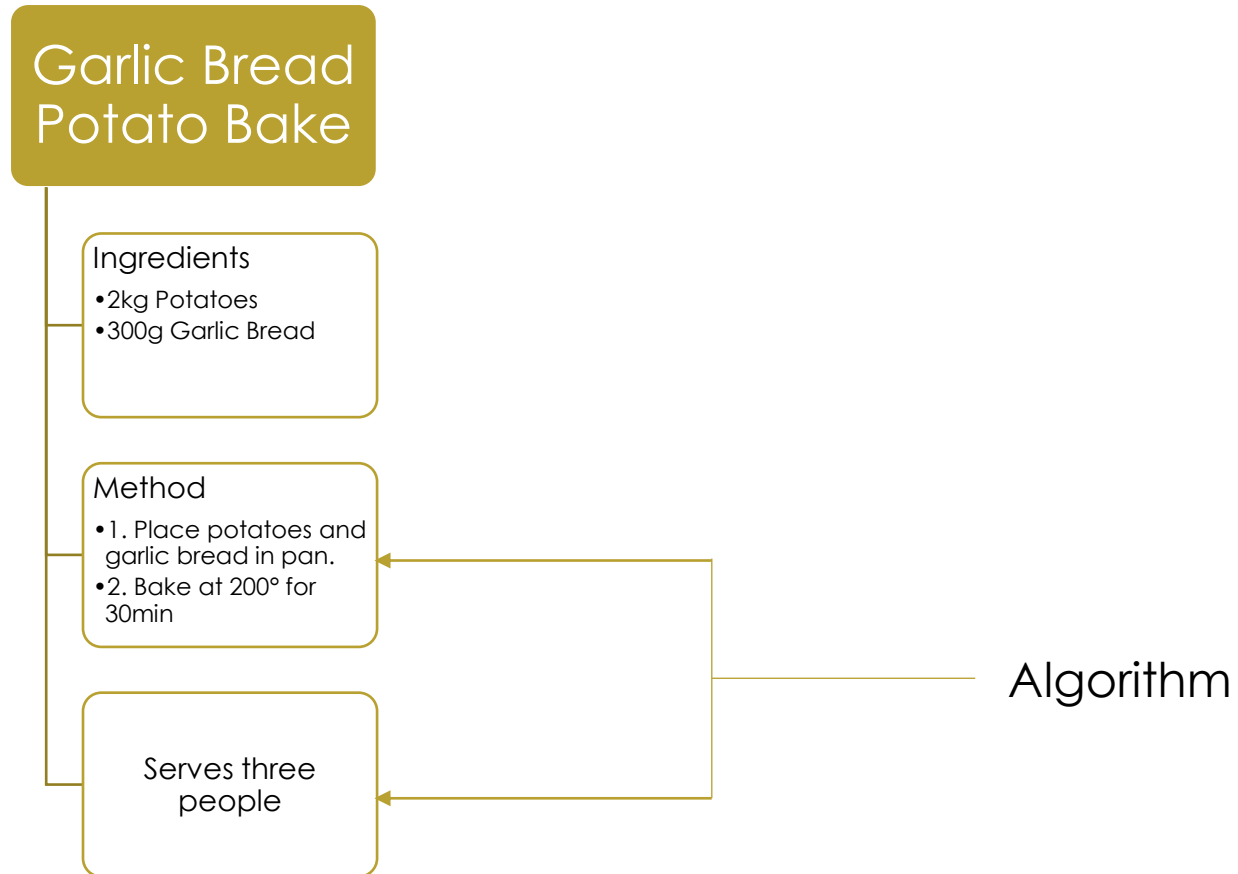 Garlic Bread
Potato Bake
Ingredients
•2kg Potatoes
•300g Garlic Bread
Method
•1. Place potatoes and
garlic bread in pan.
•2. Bake at 200° for
30min
Serves three
people
Algorithm